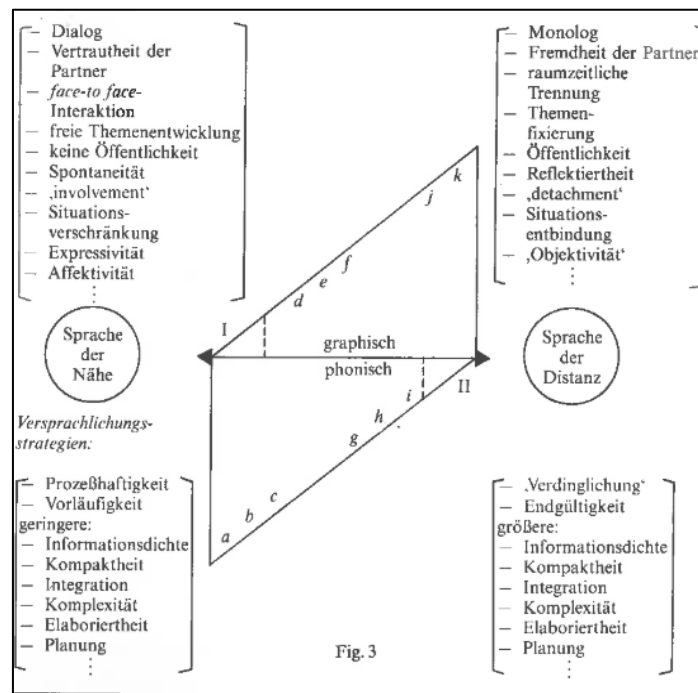 – Dialog
– Vertrautheit der
Partner
– face-to face-
Interaktion
– freie Themenentwicklung
– keine Öffentlichkeit
– Spontaneität
– ‚involvement‘
– Situations-
verschränkung
– Expressivität
– Affektivität
⋮
– Monolog
– Fremdheit der Partner
– raumzeitliche
Trennung
– Themen-
fixierung
– Öffentlichkeit
– Reflektiertheit
– ‚detachment‘
– Situations-
entbindung
– ‚Objektivität‘
⋮
k
j
f
e
d
I
Sprache
der
Nähe
graphisch
phonisch
Sprache
der
Distanz
II
i
h
g
c
b
a
Versprachlichungs-
strategien:
– Prozeßhaftigkeit
– Vorläufigkeit
geringere:
– Informationsdichte
– Kompaktheit
– Integration
– Komplexität
– Elaboriertheit
– Planung
⋮
– ‚Verdinglichung‘
– Endgültigkeit
größere:
– Informationsdichte
– Kompaktheit
– Integration
– Komplexität
– Elaboriertheit
– Planung
⋮
Fig. 3